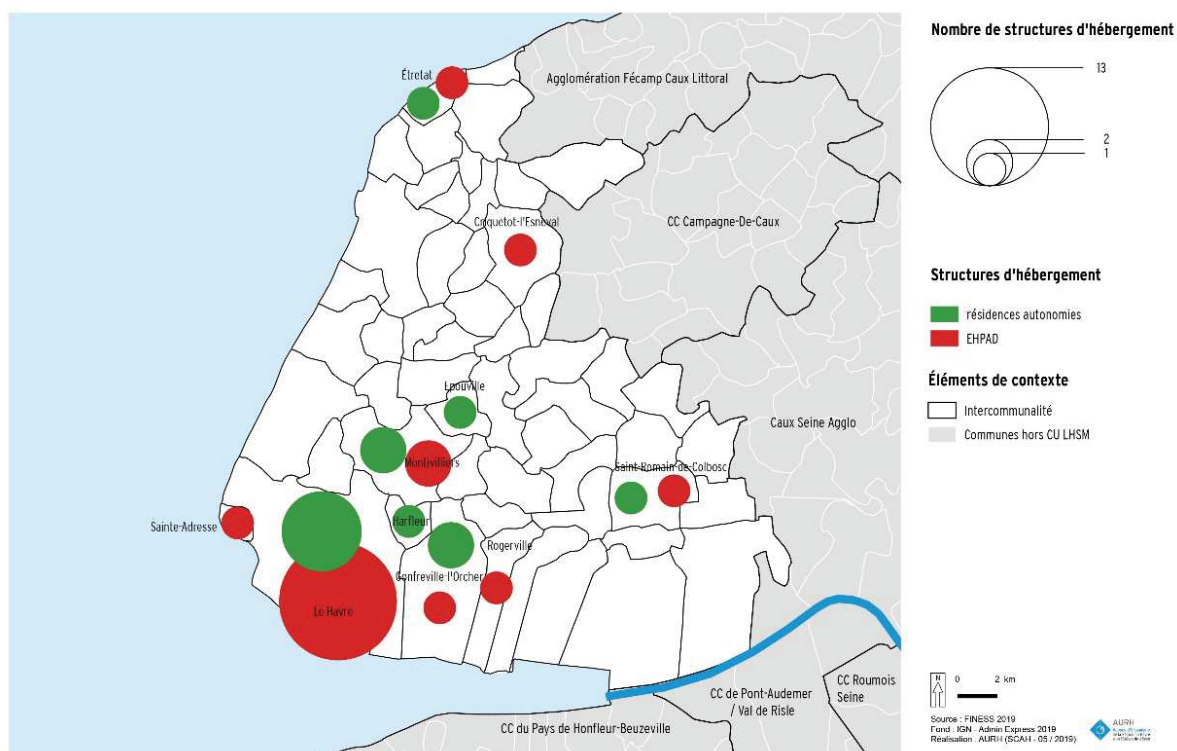 Étretat
Agglomération Fécamp Caux Littoral
Criquetot-l'Esneval
CC Campagne-De-Caux
Epouville
Caux Seine Agglo
Montivilliers
Saint-Romain-de-Colbosc
Sainte-Adresse
Harfleur
Rogerville
Gonfreville-l'Orcher
Le Havre
CC de Pont-Audemer
/ Val de Risle
CC Roumois
Seine
CC du Pays de Honfleur-Beuzeville
Nombre de structures d'hébergement
13
2
1
Structures d'hébergement
résidences autonomies
EHPAD
Éléments de contexte
Intercommunalité
Communes hors CU LHSM
N
0 2 km
Source : FINESS 2019
Fond : IGN - Admin Express 2019
Réalisation : AURH (SCAH - 05 / 2019)
AURH